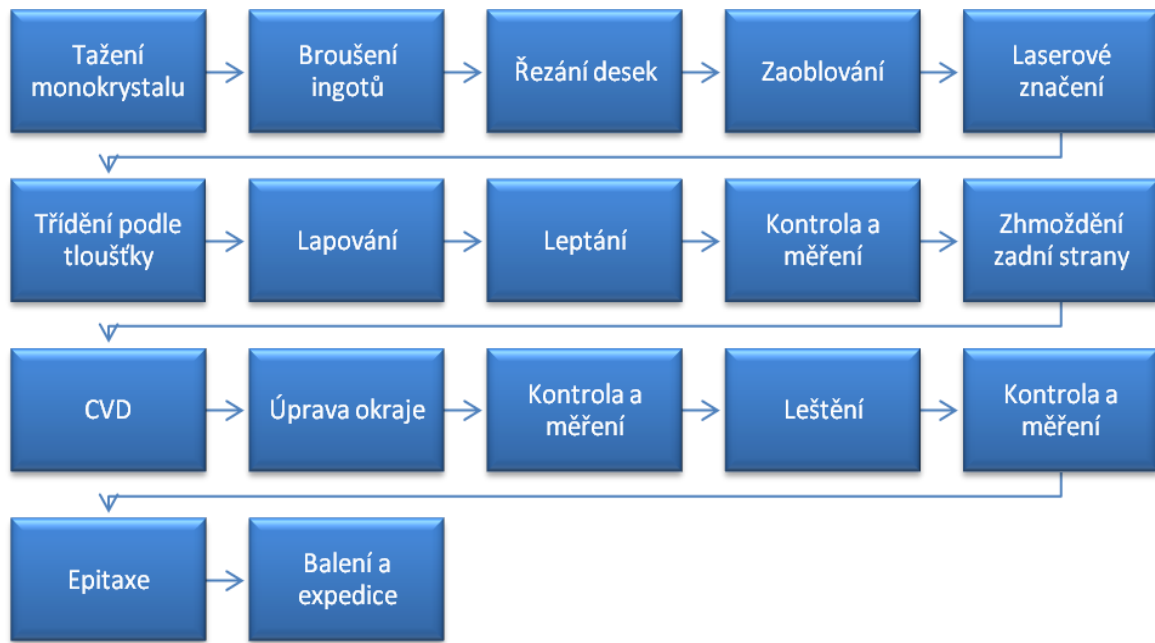 Tažení
monokrystalu
Broušení
ingotů
Řezání desek
Zaoblování
Laserové
značení
Třídění podle
tloušťky
Lapování
Leptání
Kontrola a
měření
Zhmoždění
zadní strany
CVD
Úprava okraje
Kontrola a
měření
Leštění
Kontrola a
měření
Epitaxe
Balení a
expedice